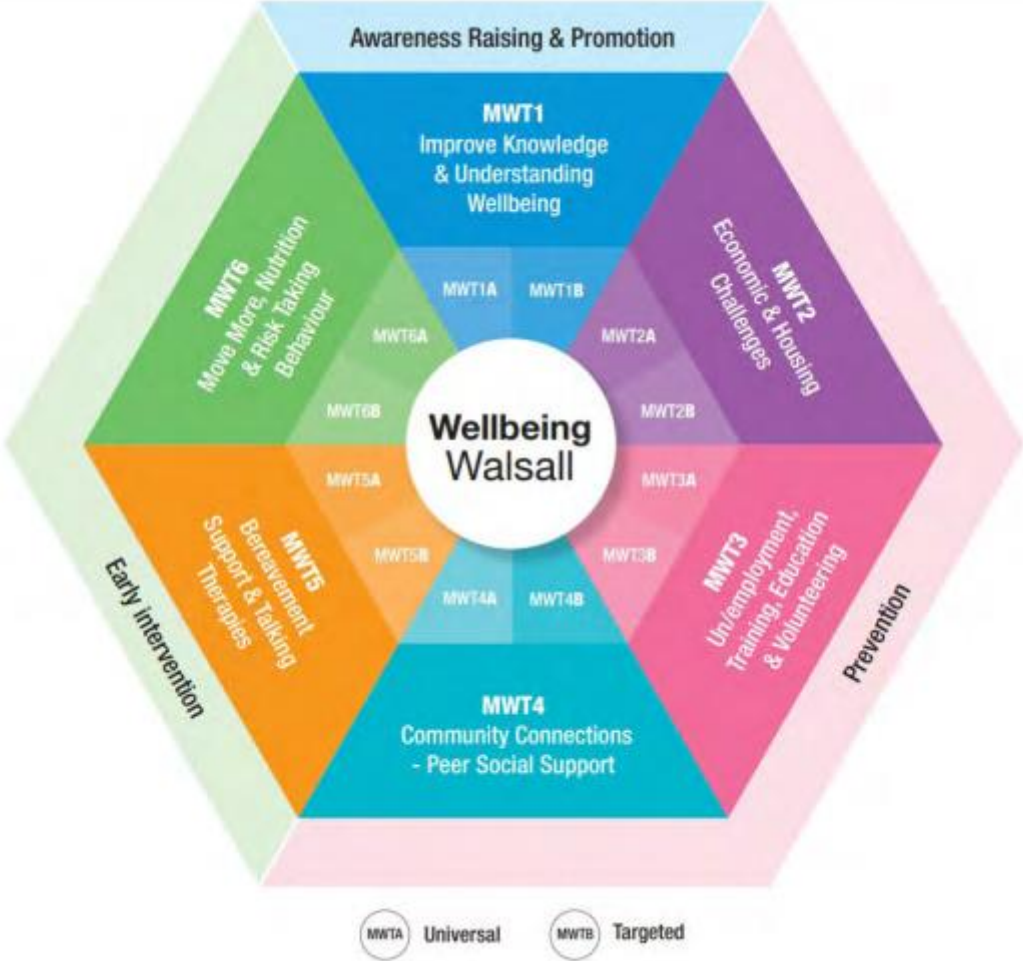 Awareness Raising & Promotion
MWT1
Improve Knowledge
& Understanding
Wellbeing
MWT1A
MWT1B
MWT2
Economic & Housing
Challenges
MWT2A
MWT2B
MWT3
Un/employment,
Training, Education
& Volunteering
MWT3A
MWT3B
Prevention
MWT4
Community Connections
- Peer Social Support
MWT4A
MWT4B
MWT5
Bereavement
Support & Talking
Therapies
MWT5A
MWT5B
Early intervention
MWT6
Move More, Nutrition
& Risk Taking
Behaviour
MWT6A
MWT6B
Wellbeing
Walsall
MWTA Universal
MWTB Targeted